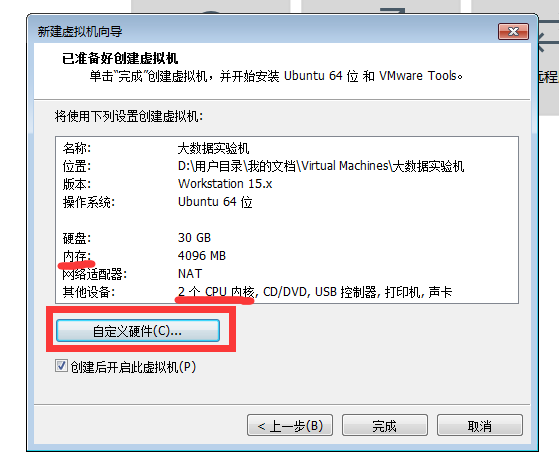 新建虚拟机向导
已准备好创建虚拟机
单击“完成”创建虚拟机，并开始安装 Ubuntu 64 位 和 VMware Tools。
远程
将使用下列设置创建虚拟机:
名称: 大数据实验机
位置: D:\用户目录\我的文档\Virtual Machines\大数据实验机
版本: Workstation 15.x
操作系统: Ubuntu 64 位
硬盘: 30 GB
内存: 4096 MB
网络适配器: NAT
其他设备: 2 个 CPU 内核, CD/DVD, USB 控制器, 打印机, 声卡
自定义硬件(C)...
创建后开启此虚拟机(P)
< 上一步(B) 完成 取消